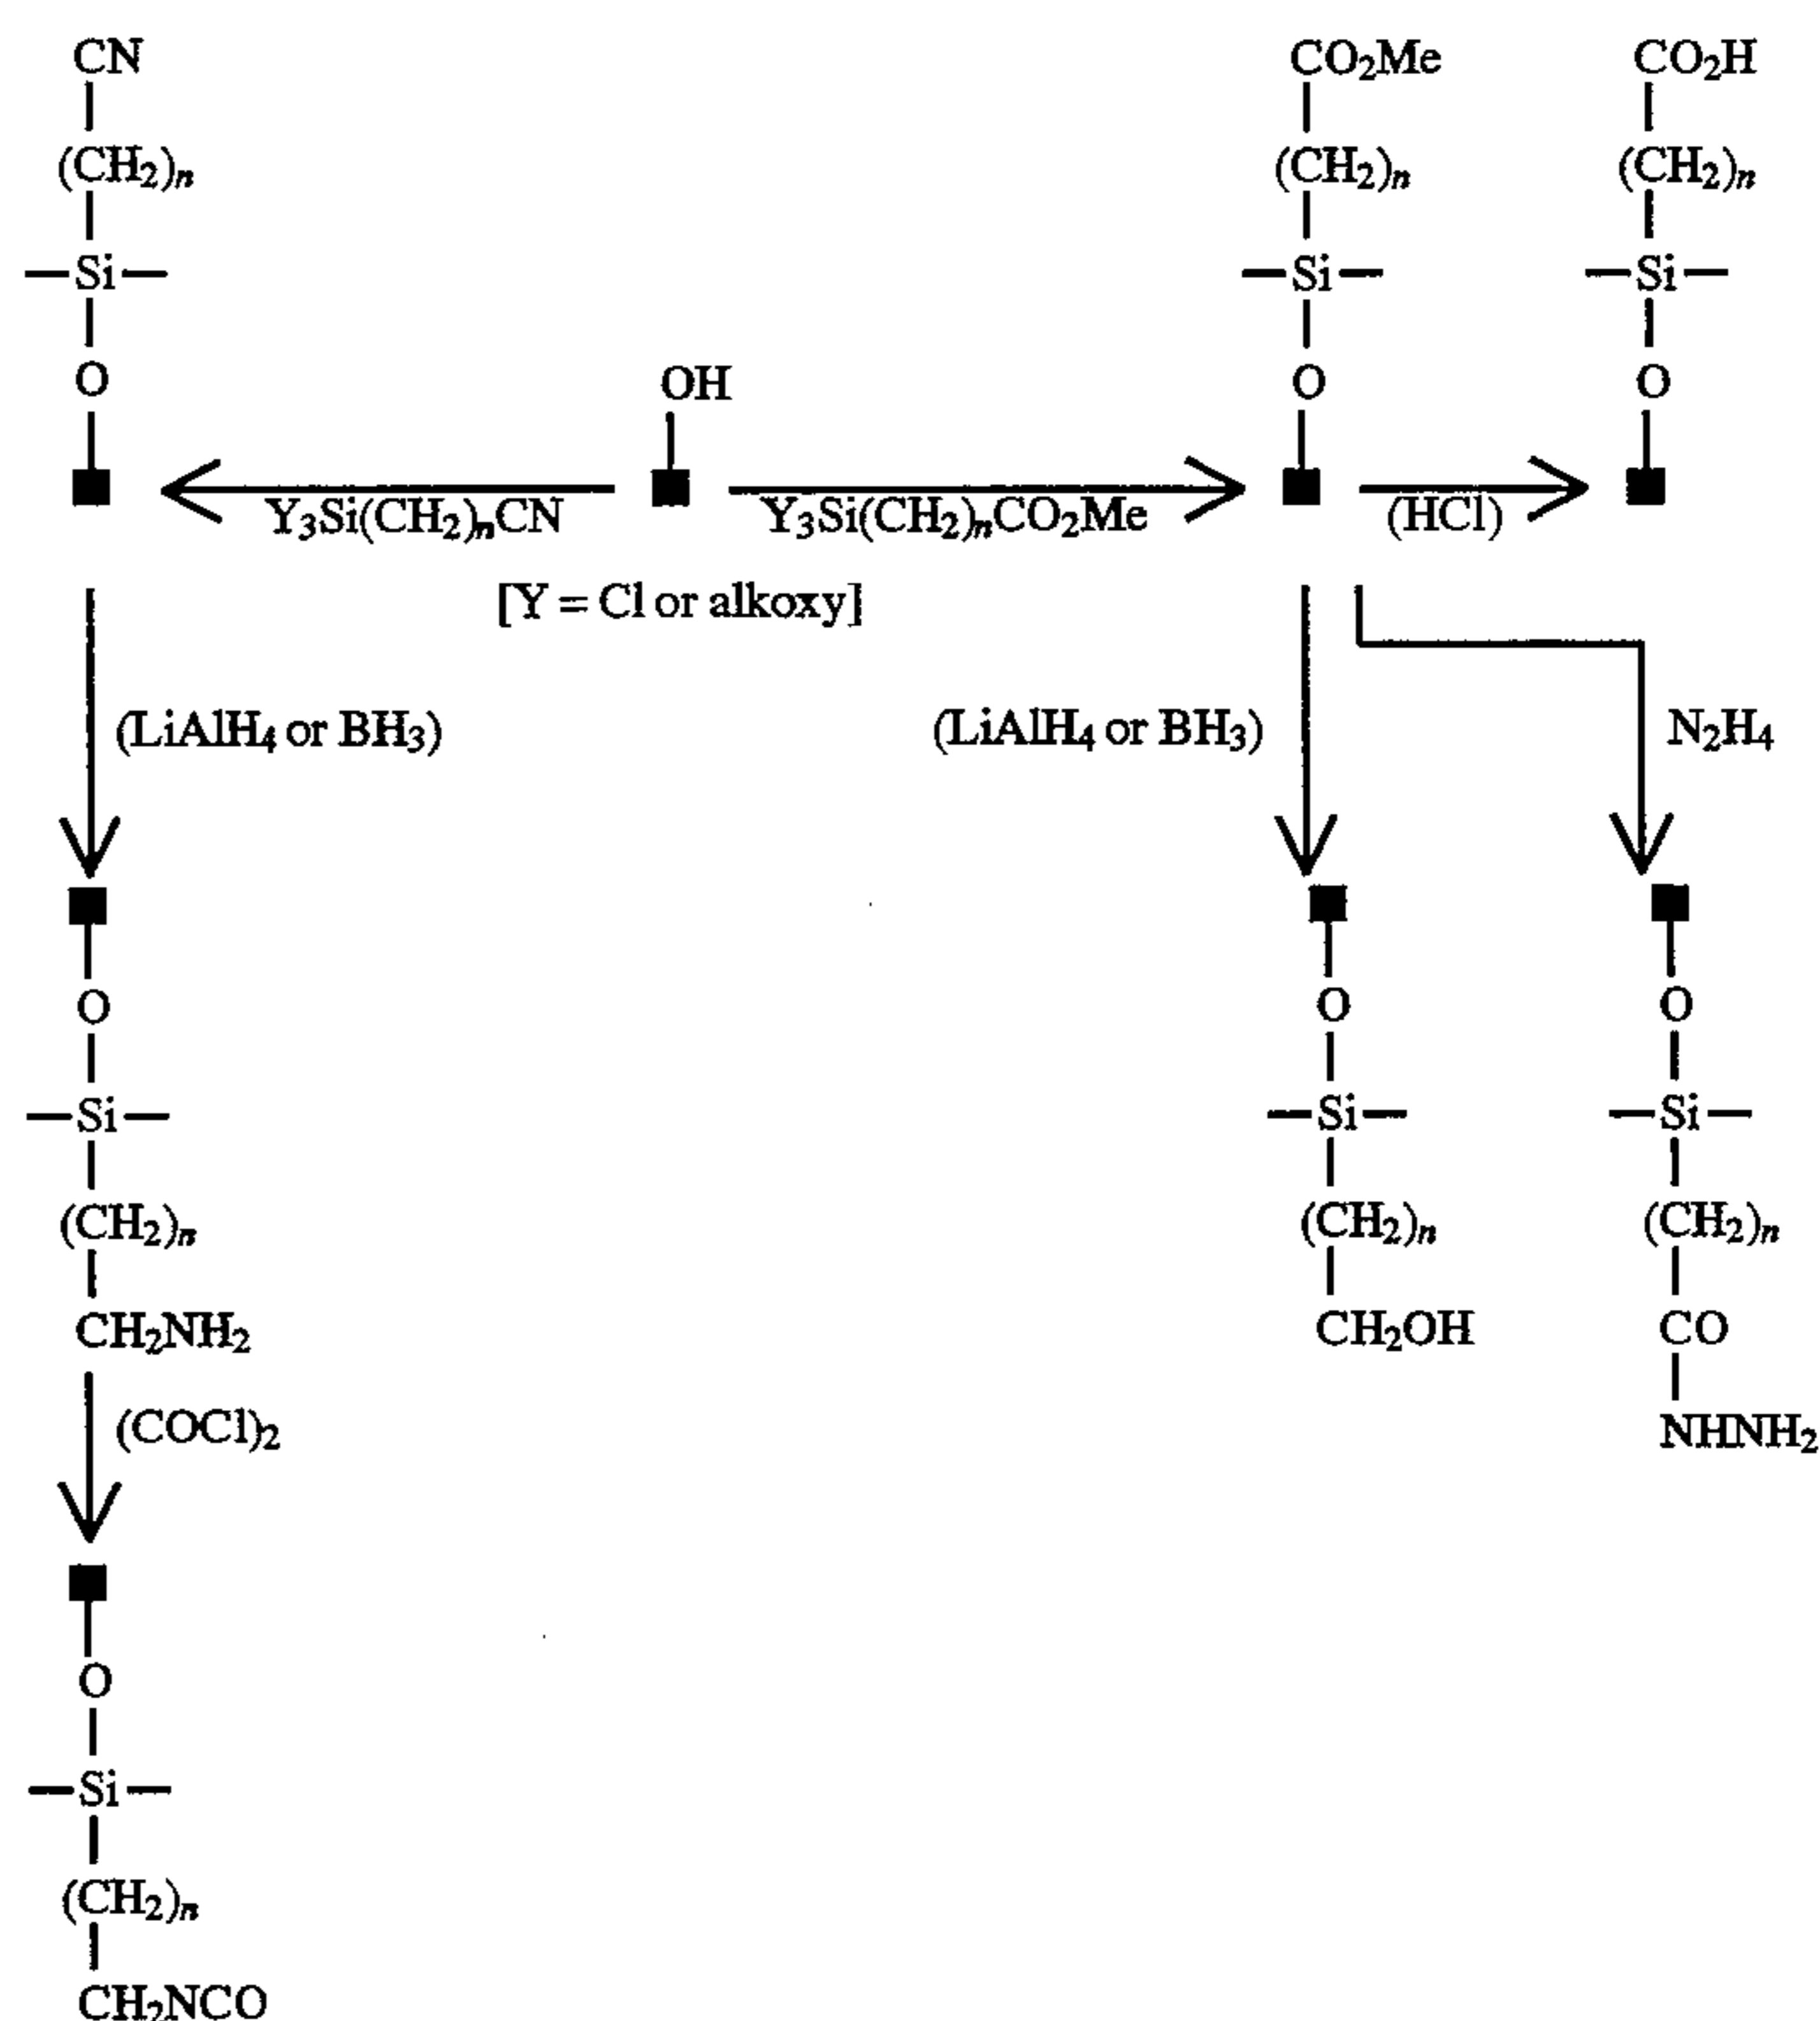 CN
(CH₂)ₙ
Si
O
OH
Y₃Si(CH₂)ₙCN
[Y = Cl or alkoxy]
Y₃Si(CH₂)ₙCO₂Me
CO₂Me
(CH₂)ₙ
Si
O
(HCl)
CO₂H
(CH₂)ₙ
Si
O
(LiAlH₄ or BH₃)
O
Si
(CH₂)ₙ
CH₂NH₂
(COCl)₂
O
Si
(CH₂)ₙ
CH₂NCO
(LiAlH₄ or BH₃)
O
Si
(CH₂)ₙ
CH₂OH
N₂H₄
O
Si
(CH₂)ₙ
CO
NHNH₂